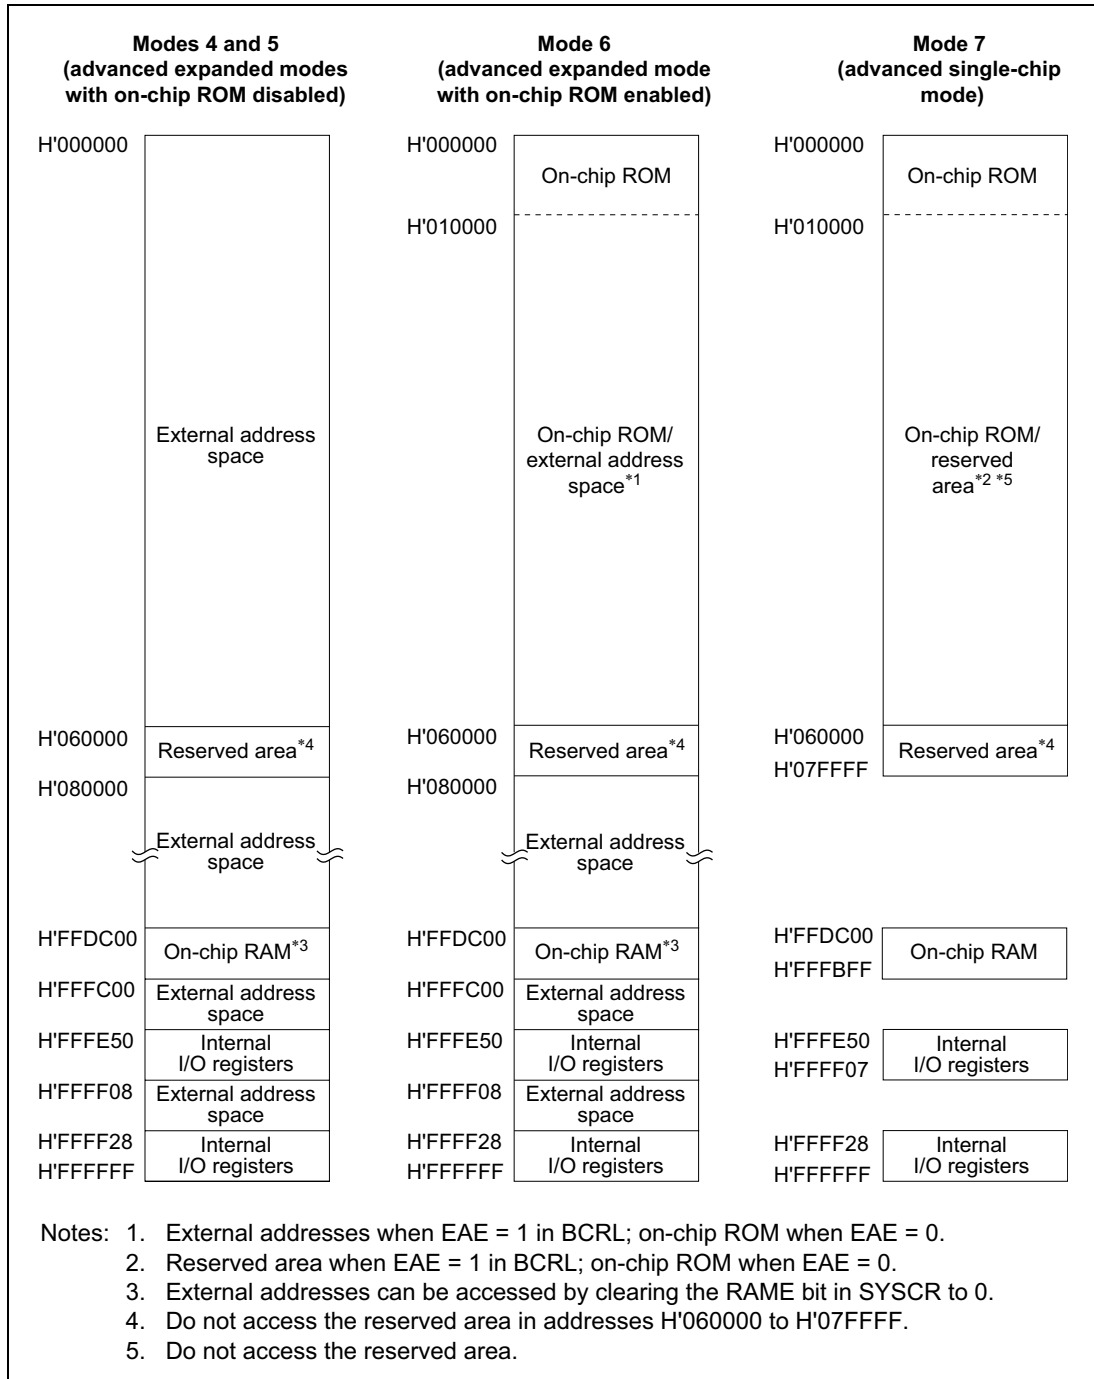 Modes 4 and 5
(advanced expanded modes
with on-chip ROM disabled)
H'000000
External address
space
H'060000
Reserved area*4
H'080000
External address
space
H'FFDC00
On-chip RAM*3
H'FFFC00
External address
space
H'FFFE50
Internal
I/O registers
H'FFFF08
External address
space
H'FFFF28
Internal
I/O registers
H'FFFFFF
Mode 6
(advanced expanded mode
with on-chip ROM enabled)
H'000000
On-chip ROM
H'010000
On-chip ROM/
external address
space*1
H'060000
Reserved area*4
H'080000
External address
space
H'FFDC00
On-chip RAM*3
H'FFFC00
External address
space
H'FFFE50
Internal
I/O registers
H'FFFF08
External address
space
H'FFFF28
Internal
I/O registers
H'FFFFFF
Mode 7
(advanced single-chip
mode)
H'000000
On-chip ROM
H'010000
On-chip ROM/
reserved
area*2 *5
H'060000
Reserved area*4
H'07FFFF
H'FFDC00
On-chip RAM
H'FFFBFF
H'FFFE50
Internal
I/O registers
H'FFFF07
H'FFFF28
Internal
I/O registers
H'FFFFFF
Notes: 1. External addresses when EAE = 1 in BCRL; on-chip ROM when EAE = 0.
2. Reserved area when EAE = 1 in BCRL; on-chip ROM when EAE = 0.
3. External addresses can be accessed by clearing the RAME bit in SYSCR to 0.
4. Do not access the reserved area in addresses H'060000 to H'07FFFF.
5. Do not access the reserved area.